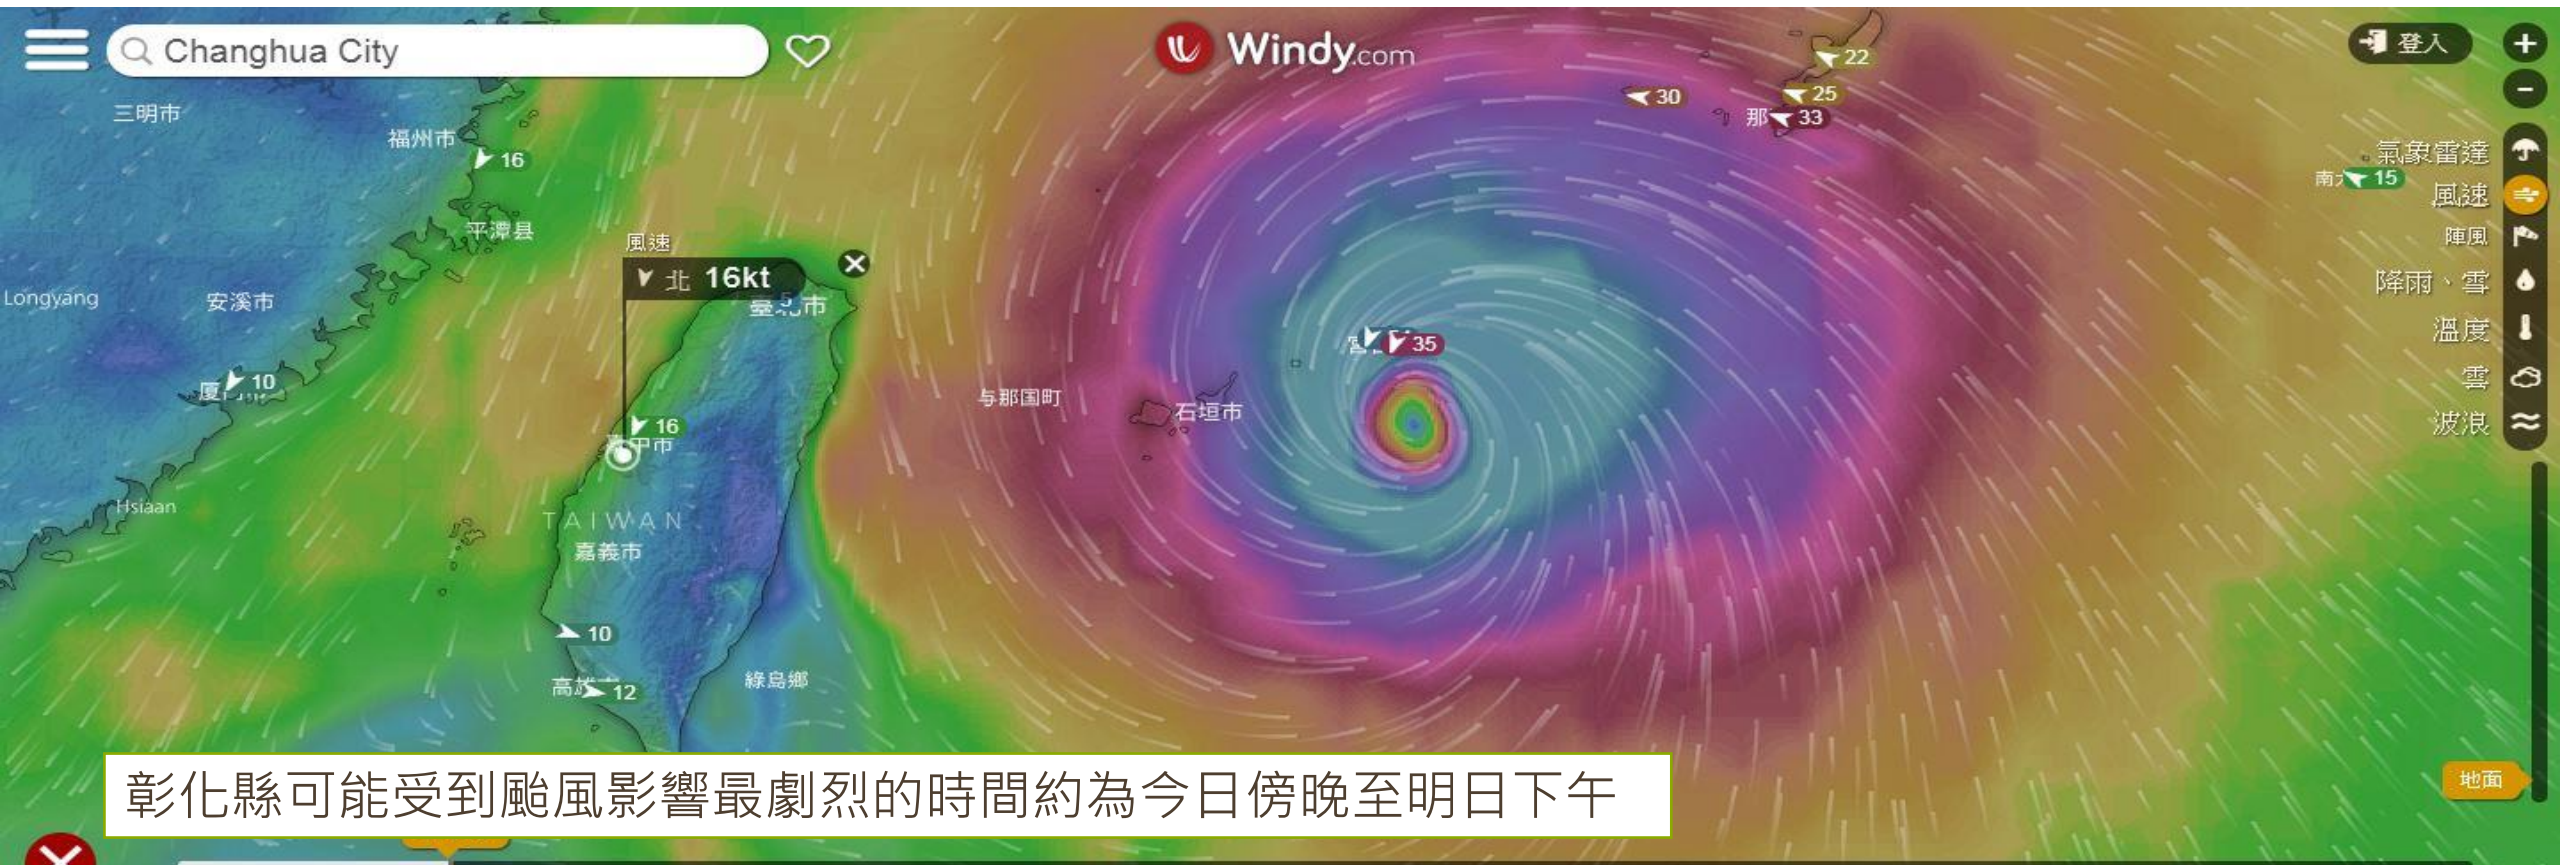 Changhua City
Windy.com
登入
22
30
25
那
33
三明市
福州市
16
氣象雷達
15
風速
平潭县
風速
陣風
北 16kt
降雨、雪
Longyang
安溪市
5
市
溫度
35
10
与那国町
石垣市
雲
波浪
16
市
Hsiaan
TAIWAN
嘉義市
10
12
綠島鄉
地面
彰化縣可能受到颱風影響最劇烈的時間約為今日傍晚至明日下午